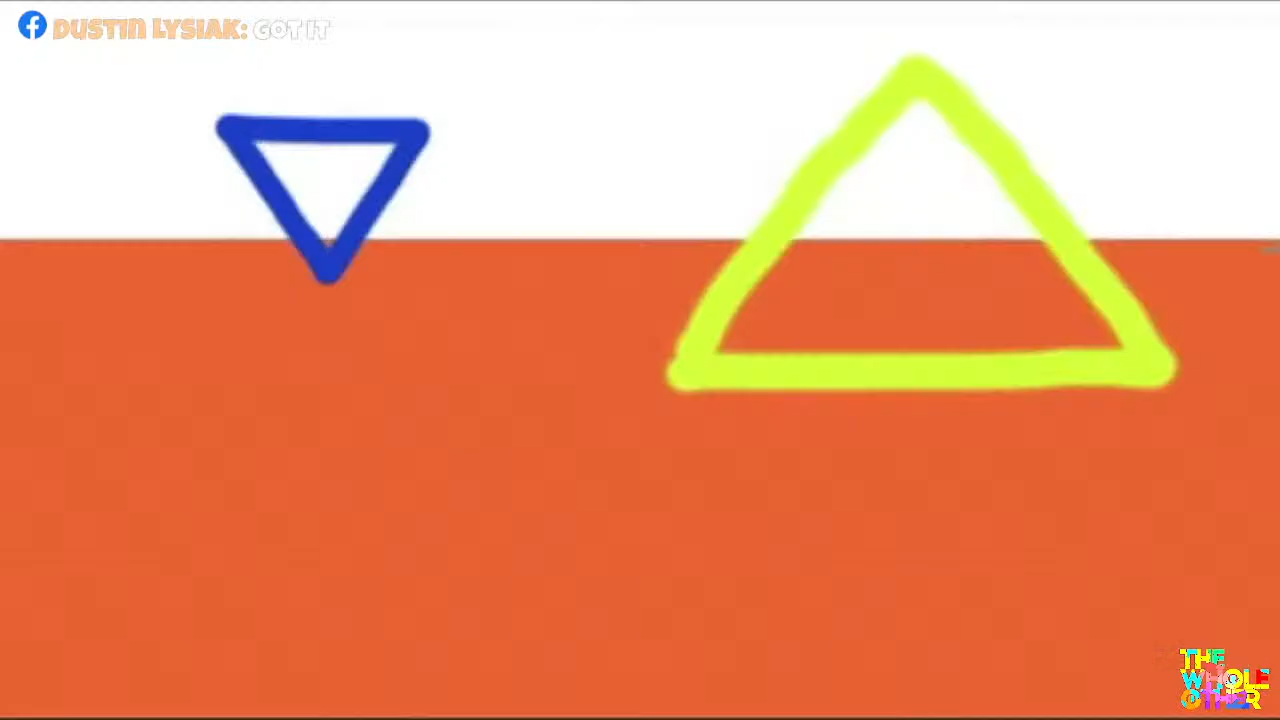 DUSTIN LYSIAK: GOT IT
THE
WHOLE
OTHER